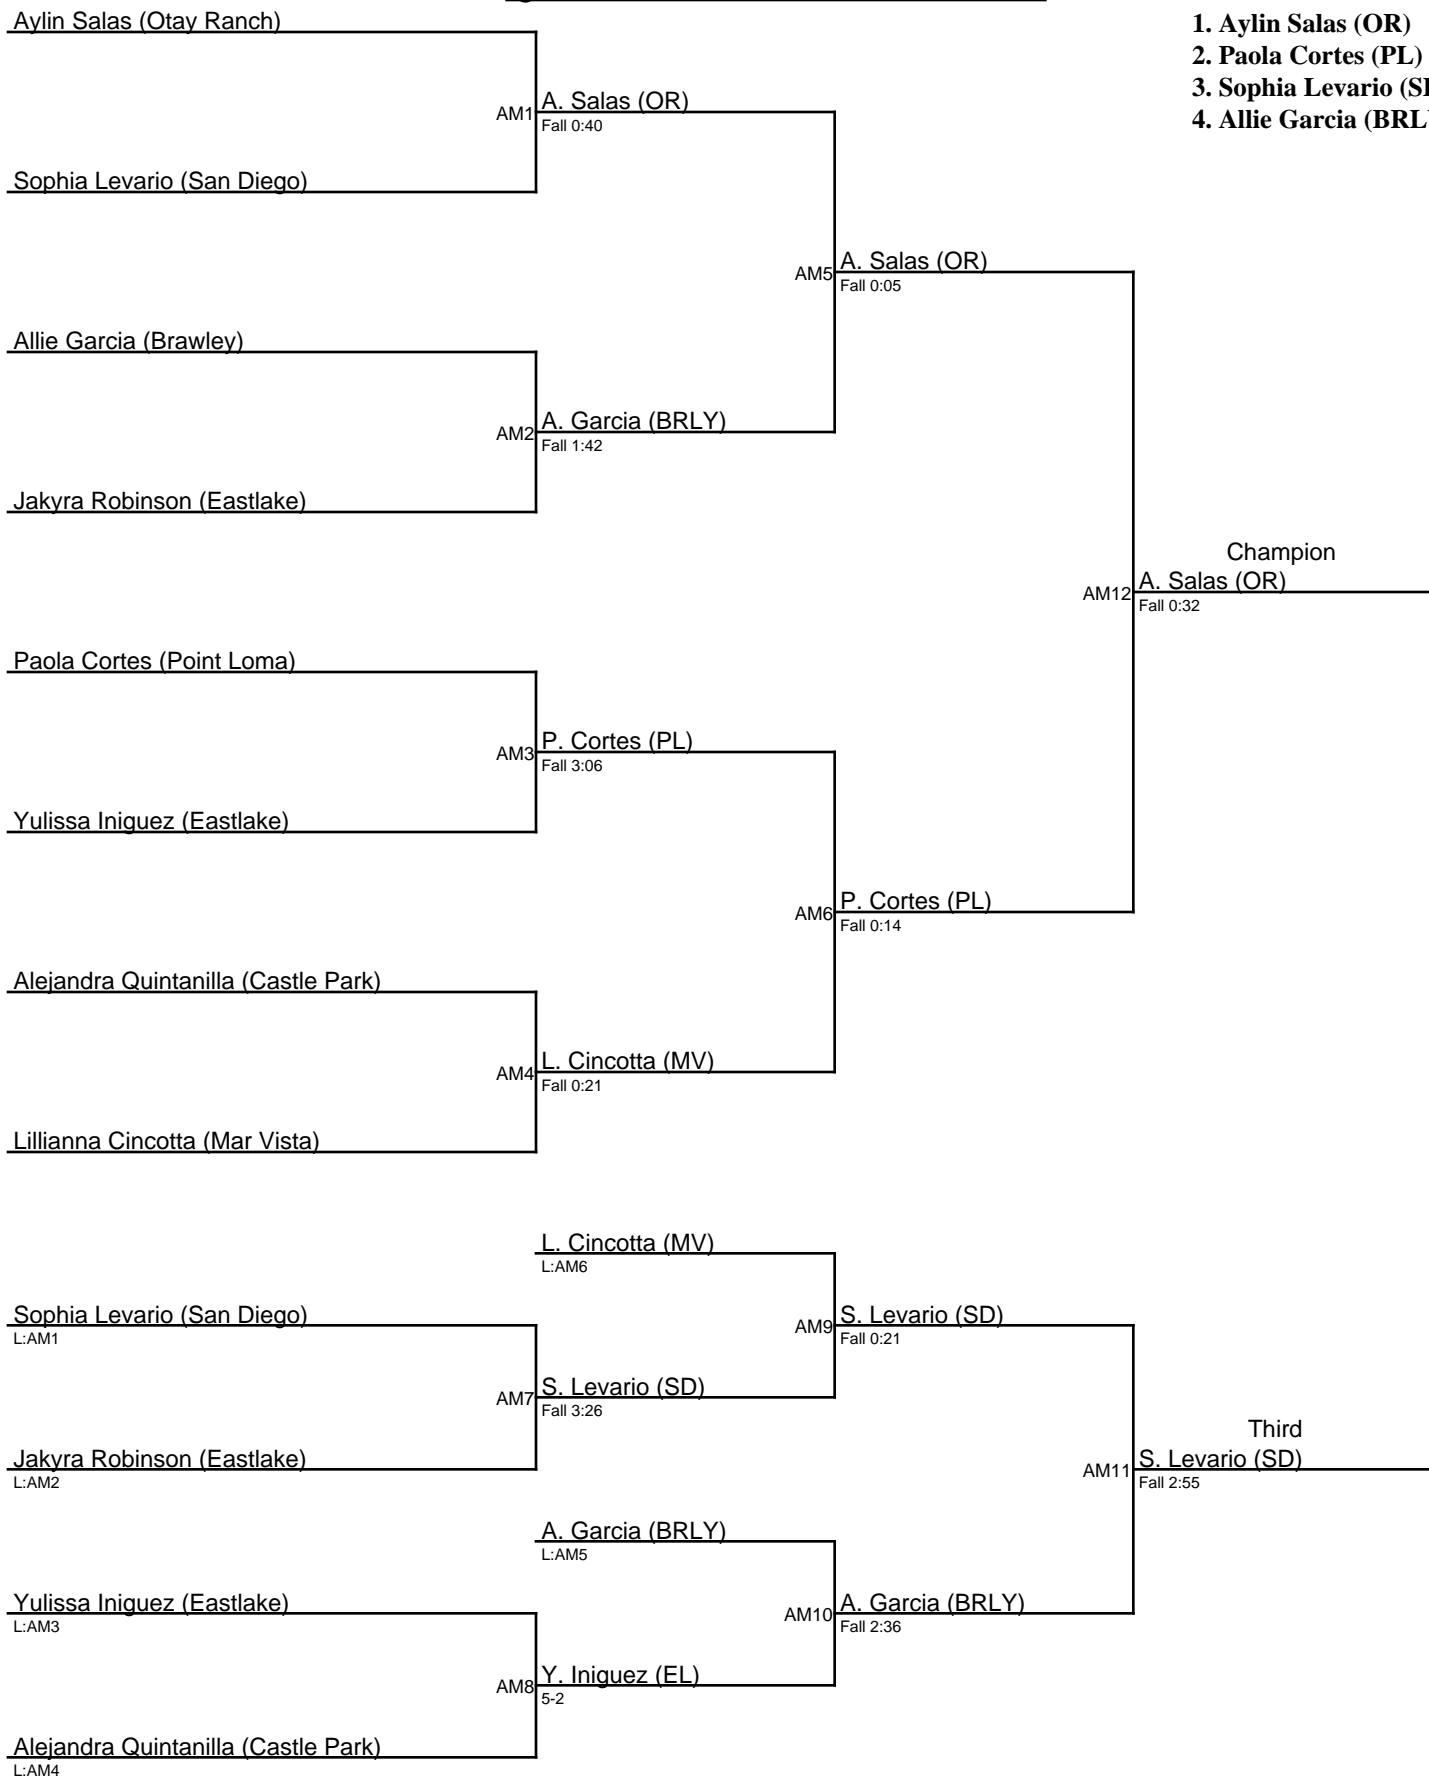 Aylin Salas (Otay Ranch)
1. Aylin Salas (OR)
2. Paola Cortes (PL)
3. Sophia Levario
4. Allie Garcia
AM1
A. Salas (OR)
Fall 0:40
Sophia Levario (San Diego)
AM5
A. Salas (OR)
Fall 0:05
Allie Garcia (Brawley)
AM2
A. Garcia (BRLY)
Fall 1:42
Jakyra Robinson (Eastlake)
Champion
AM12
A. Salas (OR)
Fall 0:32
Paola Cortes (Point Loma)
AM3
P. Cortes (PL)
Fall 3:06
Yulissa Iniguez (Eastlake)
AM6
P. Cortes (PL)
Fall 0:14
Alejandra Quintanilla (Castle Park)
AM4
L. Cincotta (MV)
Fall 0:21
Lillianna Cincotta (Mar Vista)
L. Cincotta (MV)
L:AM6
Sophia Levario (San Diego)
L:AM1
AM9
S. Levario (SD)
Fall 0:21
AM7
S. Levario (SD)
Fall 3:26
Jakyra Robinson (Eastlake)
L:AM2
Third
AM11
S. Levario (SD)
Fall 2:55
A. Garcia (BRLY)
L:AM5
Yulissa Iniguez (Eastlake)
L:AM3
AM10
A. Garcia (BRLY)
Fall 2:36
AM8
Y. Iniguez (EL)
5-2
Alejandra Quintanilla (Castle Park)
L:AM4